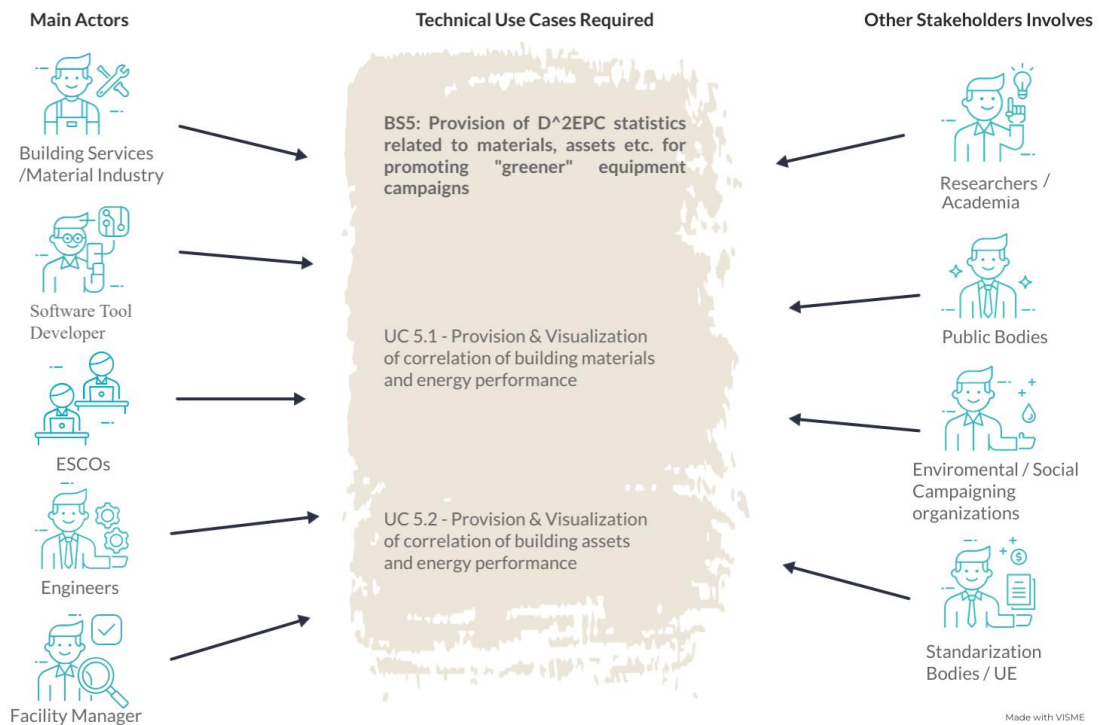 Main Actors
Technical Use Cases Required
Other Stakeholders Involves
Building Services
/Material Industry
Software Tool
Developer
ESCOs
Engineers
Facility Manager
BS5: Provision of D^2EPC statistics
related to materials, assets etc. for
promoting "greener" equipment
campaigns
UC 5.1 - Provision & Visualization
of correlation of building materials
and energy performance
UC 5.2 - Provision & Visualization
of correlation of building assets
and energy performance
Researchers /
Academia
Public Bodies
Enviromental / Social
Campaigning
organizations
Standarization
Bodies / UE
Made with VISME